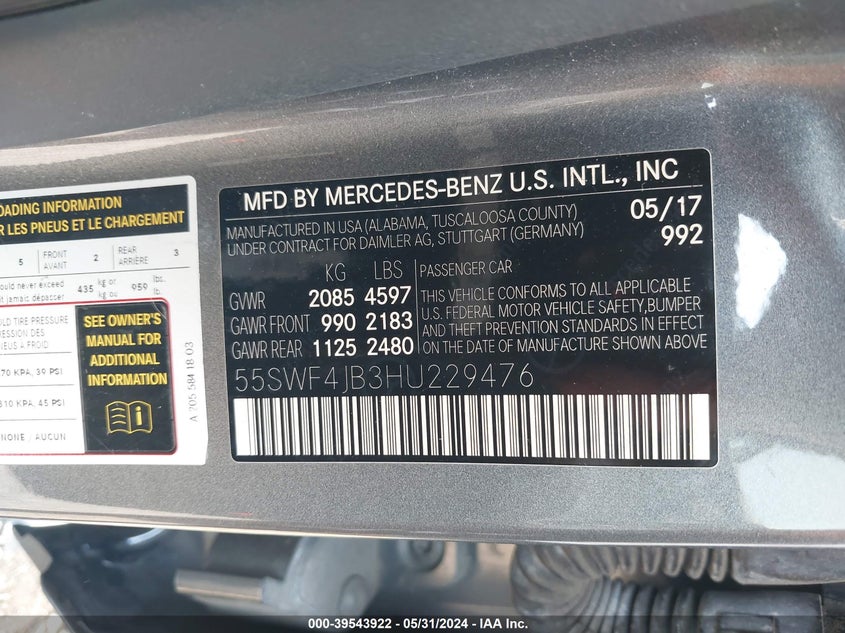 OADING INFORMATION
R LES PNEUS ET LE CHARGEMENT
5 FRONT AVANT 2 REAR ARRIÈRE 3
ould never exceed
t jamais dépasser 435 kg or kg ou 959 lbs. lb.
OLD TIRE PRESSURE
RESSION DES
NEUS A FROID
70 KPA, 39 PSI
310 KPA, 45 PSI
NONE / AUCUN
SEE OWNER'S
MANUAL FOR
ADDITIONAL
INFORMATION
A 205 584 18 03
MFD BY MERCEDES-BENZ U.S. INTL., INC
MANUFACTURED IN USA (ALABAMA, TUSCALOOSA COUNTY)
UNDER CONTRACT FOR DAIMLER AG, STUTTGART (GERMANY)
05/17
992
KG LBS
GVWR 2085 4597
GAWR FRONT 990 2183
GAWR REAR 1125 2480
PASSENGER CAR
THIS VEHICLE CONFORMS TO ALL APPLICABLE
U.S. FEDERAL MOTOR VEHICLE SAFETY,BUMPER
AND THEFT PREVENTION STANDARDS IN EFFECT
ON THE DATE OF MANUFACTURE SHOWN ABOVE
55SWF4JB3HU229476
000-39543922 / 05/31/2024 - IAA Inc.